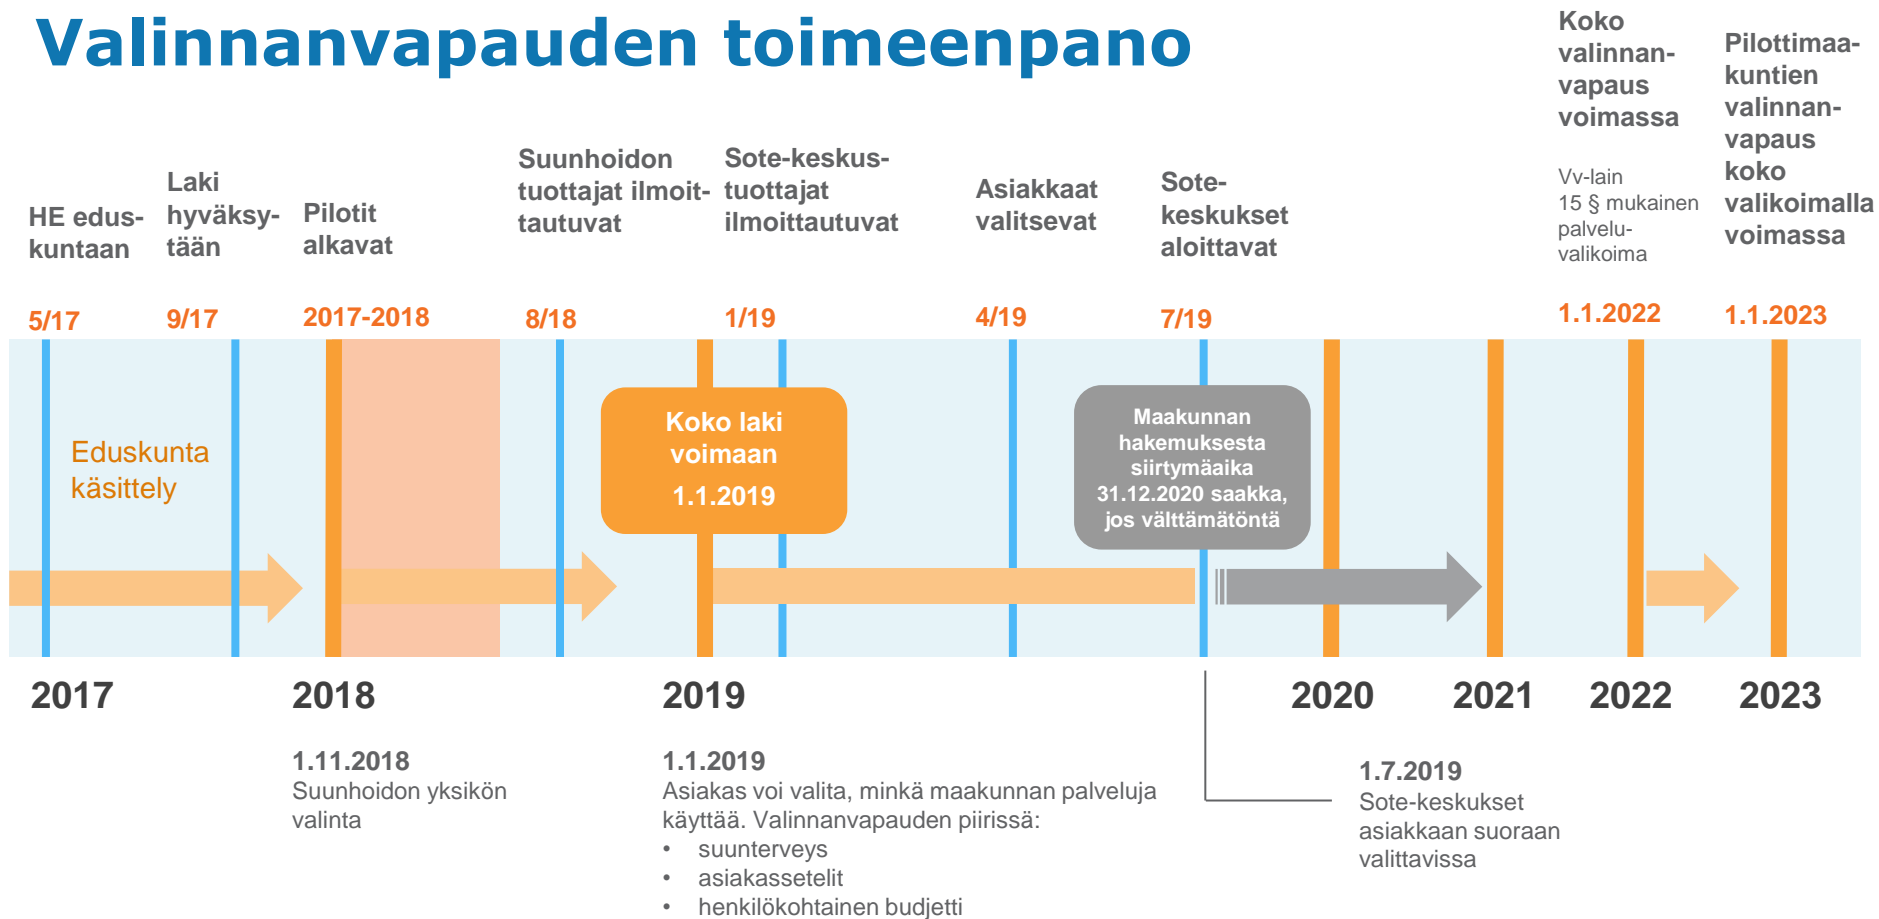 Valinnanvapauden toimeenpano
HE edus-
kuntaan
5/17
Laki
hyväksy-
tään
9/17
Pilotit
alkavat
2017-2018
Suunhoidon
tuottajat ilmoit-
tautuvat
8/18
Sote-keskus-
tuottajat
ilmoittautuvat
1/19
Asiakkaat
valitsevat
4/19
Sote-
keskukset
aloittavat
7/19
Koko
valinnan-
vapaus
voimassa
Vv-lain
15 § mukainen
palvelu-
valikoima
1.1.2022
Pilottimaa-
kuntien
valinnan-
vapaus
koko
valikoimalla
voimassa
1.1.2023
Eduskunta
käsittely
Koko laki
voimaan
1.1.2019
Maakunnan
hakemuksesta
siirtymäaika
31.12.2020 saakka,
jos välttämätöntä
2017
2018
2019
2020
2021
2022
2023
1.11.2018
Suunhoidon yksikön
valinta
1.1.2019
Asiakas voi valita, minkä maakunnan palveluja
käyttää. Valinnanvapauden piirissä:
• suunterveys
• asiakassetelit
• henkilökohtainen budjetti
1.7.2019
Sote-keskukset
asiakkaan suoraan
valittavissa